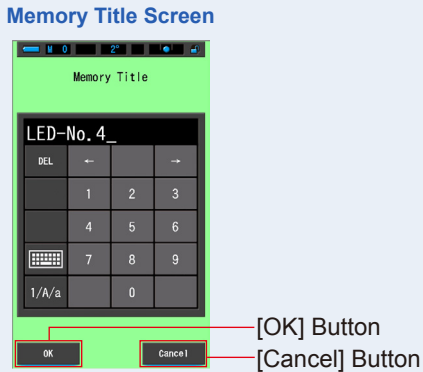 Memory Title Screen
M 0 2°
Memory Title
LED-No.4_
DEL ← →
1 2 3
4 5 6
7 8 9
1/A/a 0
[OK] Button
OK Cancel
[Cancel] Button